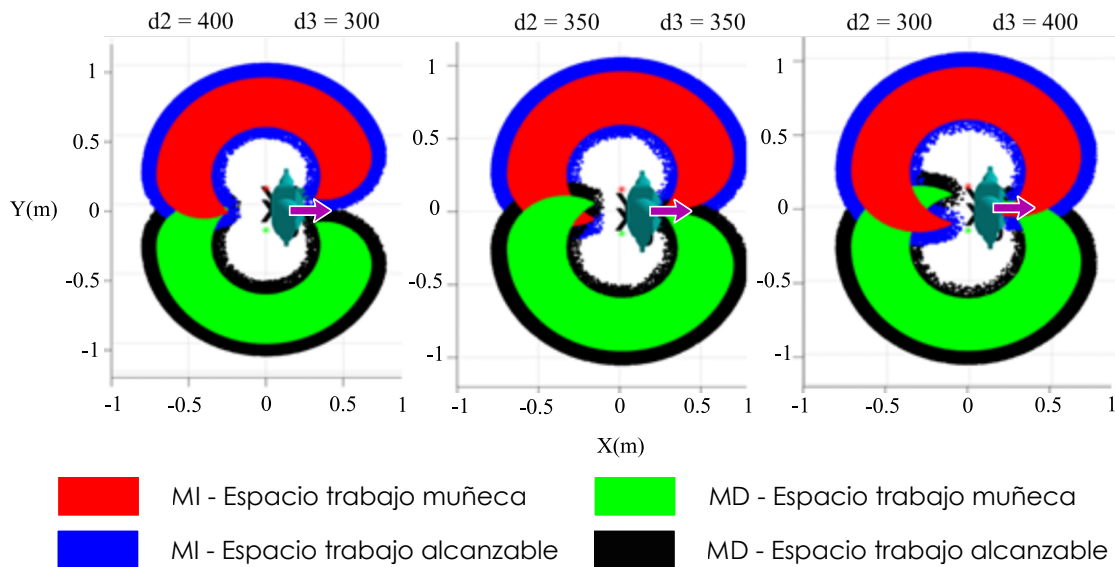 d2 = 400 d3 = 300 d2 = 350 d3 = 350 d2 = 300 d3 = 400
1 1 1
0.5 0.5 0.5
Y(m) 0 0 0
-0.5 -0.5 -0.5
-1 -1 -1
-1 -0.5 0 0.5 1 -1 -0.5 0 0.5 1 -1 -0.5 0 0.5 1
X(m)
MI - Espacio trabajo muñeca MD - Espacio trabajo muñeca
MI - Espacio trabajo alcanzable MD - Espacio trabajo alcanzable